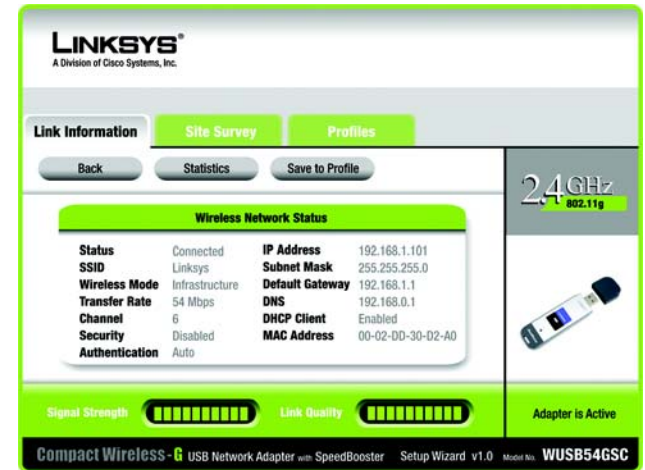 LINKSYS®
A Division of Cisco Systems, Inc.
Link Information Site Survey Profiles
Back Statistics Save to Profile
2.4GHz
802.11g
Wireless Network Status
Status Connected IP Address 192.168.1.101
SSID Linksys Subnet Mask 255.255.255.0
Wireless Mode Infrastructure Default Gateway 192.168.1.1
Transfer Rate 54 Mbps DNS 192.168.0.1
Channel 6 DHCP Client Enabled
Security Disabled MAC Address 00-02-DD-30-D2-A0
Authentication Auto
Signal Strength Link Quality Adapter is Active
Compact Wireless-G USB Network Adapter with SpeedBooster Setup Wizard v1.0 Model No. WUSB54GSC